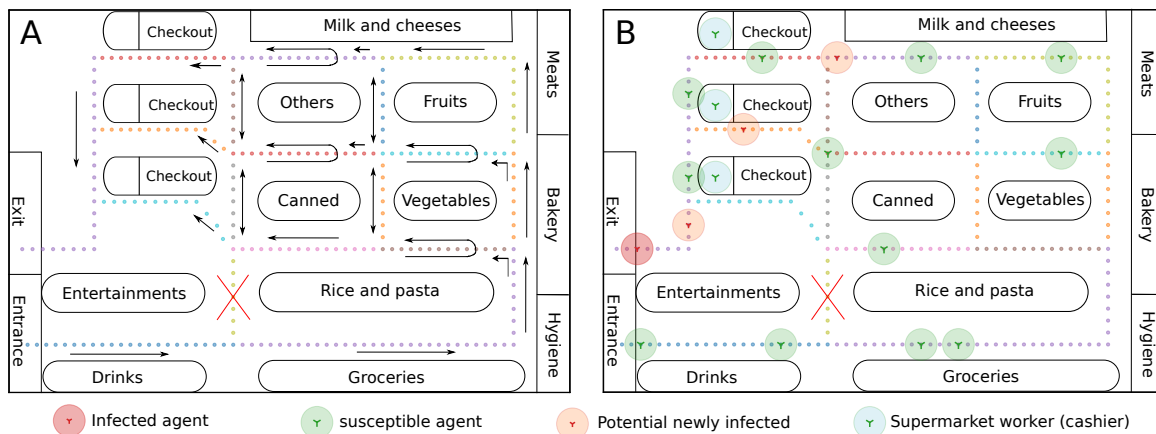 A
Checkout
Milk and cheeses
Meats
Others
Fruits
Checkout
Checkout
Canned
Vegetables
Bakery
Exit
Entertainments
Rice and pasta
Entrance
Hygiene
Drinks
Groceries
B
Checkout
Milk and cheeses
Meats
Others
Fruits
Checkout
Checkout
Canned
Vegetables
Bakery
Exit
Entertainments
Rice and pasta
Entrance
Hygiene
Drinks
Groceries
Infected agent
susceptible agent
Potential newly infected
Supermarket worker (cashier)